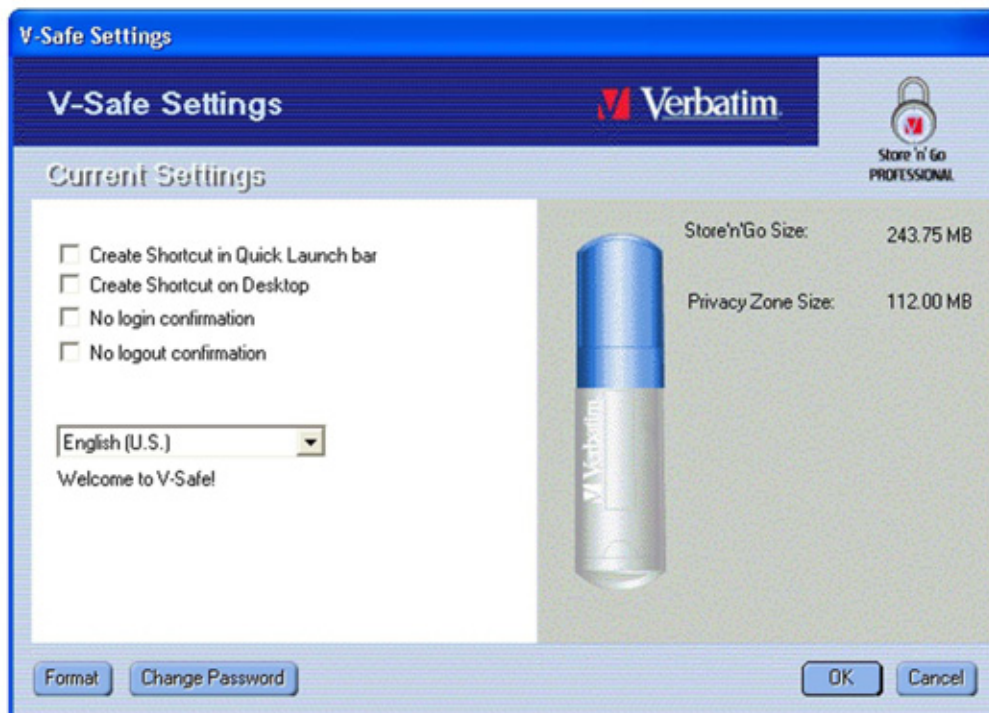 V-Safe Settings
V-Safe Settings
Verbatim.
Store 'n' Go
PROFESSIONAL
Current Settings
Create Shortcut in Quick Launch bar
Create Shortcut on Desktop
No login confirmation
No logout confirmation
English (U.S.)
Welcome to V-Safe!
Verbatim.
Store'n'Go Size: 243.75 MB
Privacy Zone Size: 112.00 MB
Format Change Password OK Cancel